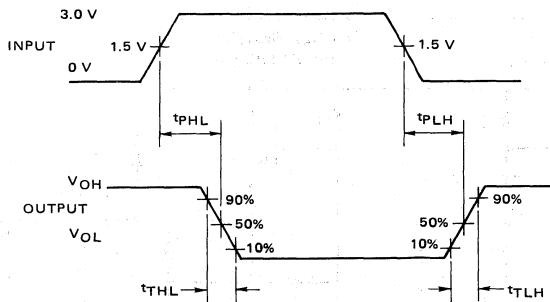 3.0 V
INPUT
1.5 V
1.5 V
0 V
tPHL
tPLH
VOH
90%
90%
OUTPUT
50%
50%
VOL
10%
10%
tTHL
tTLH